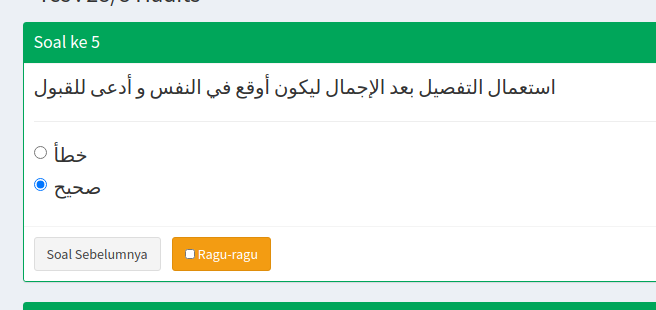 Soal ke 5
استعمال التفصيل بعد الإجمال ليكون أوقع في النفس و أدعى للقبول
خطأ
صحيح
Soal Sebelumnya
Ragu-ragu